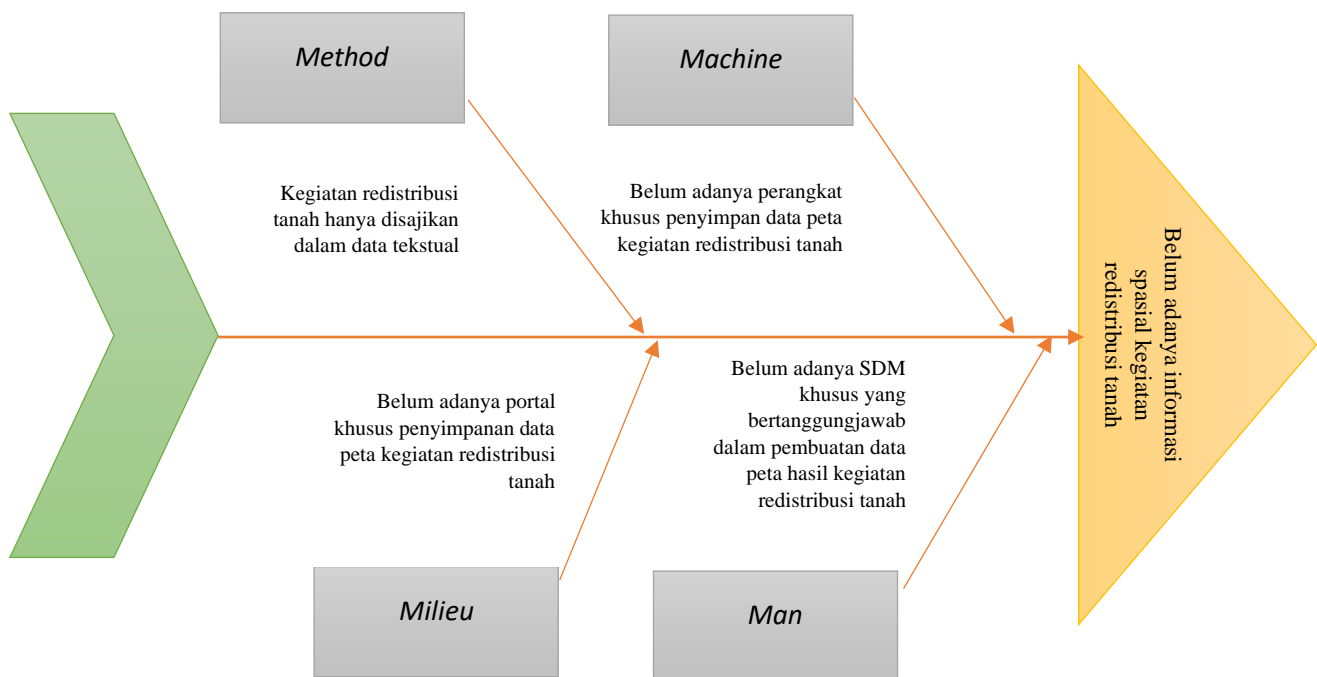 Method
Machine
Kegiatan redistribusi
tanah hanya disajikan
dalam data tekstual
Belum adanya perangkat
khusus penyimpan data peta
kegiatan redistribusi tanah
Belum adanya informasi
spasial kegiatan
redistribusi tanah
Belum adanya portal
khusus penyimpanan data
peta kegiatan redistribusi
tanah
Belum adanya SDM
khusus yang
bertanggungjawab
dalam pembuatan data
peta hasil kegiatan
redistribusi tanah
Milieu
Man